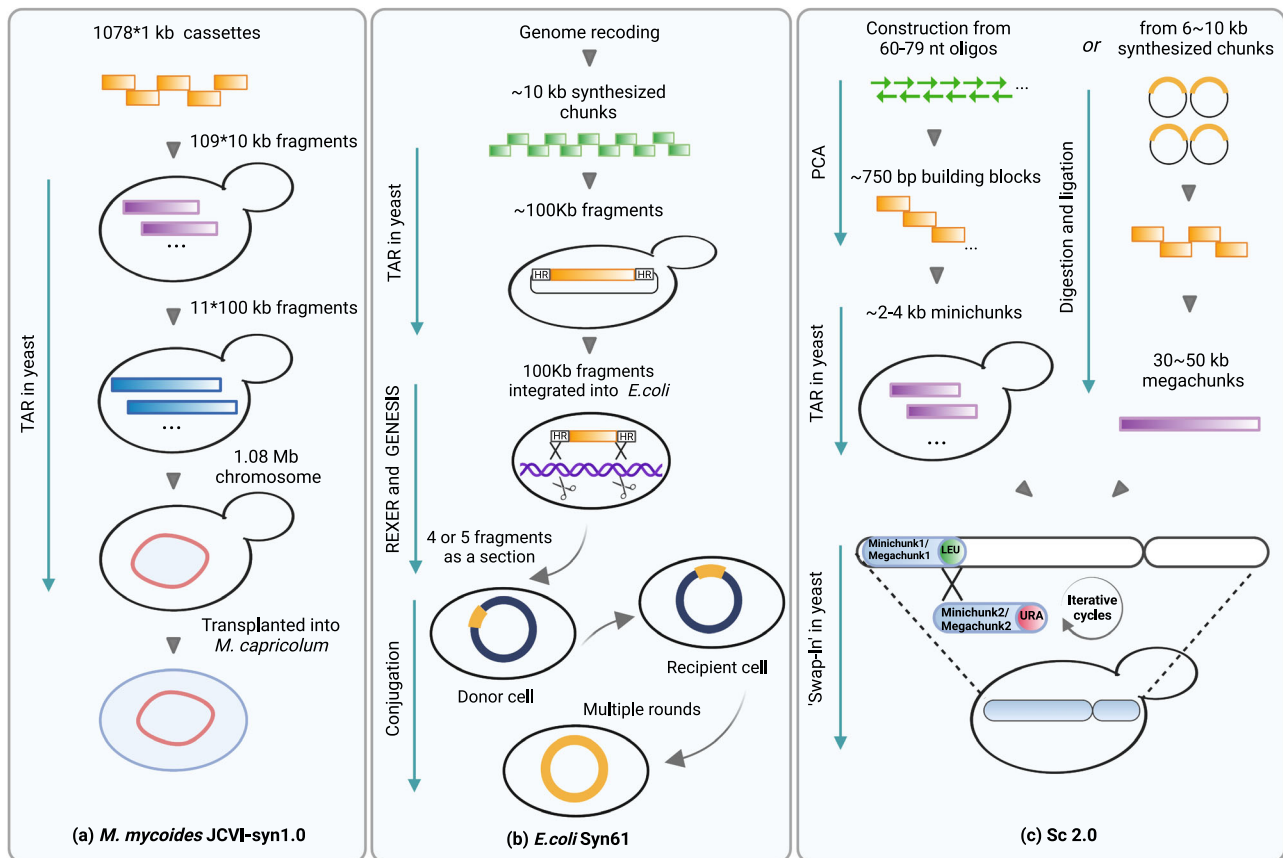 1078*1 kb cassettes
109*10 kb fragments
...
11*100 kb fragments
...
TAR in yeast
1.08 Mb
chromosome
Transplanted into
M. capricolum
(a) M. mycoides JCVI-syn1.0
Genome recoding
~10 kb synthesized
chunks
TAR in yeast
~100Kb fragments
HR
HR
100Kb fragments
integrated into E.coli
REXER and GENESIS
HR
HR
4 or 5 fragments
as a section
Donor cell
Recipient cell
Conjugation
Multiple rounds
(b) E.coli Syn61
Construction from
60-79 nt oligos
...
or
from 6~10 kb
synthesized chunks
PCA
~750 bp building blocks
...
Digestion and ligation
TAR in yeast
~2-4 kb minichunks
...
30~50 kb
megachunks
'Swap-In' in yeast
Minichunk1/
Megachunk1
LEU
Minichunk2/
Megachunk2
URA
Iterative
cycles
(c) Sc 2.0